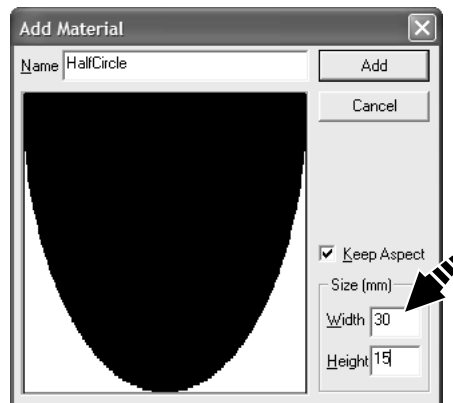 Add Material
Name HalfCircle
Add
Cancel
Keep Aspect
Size (mm)
Width 30
Height 15